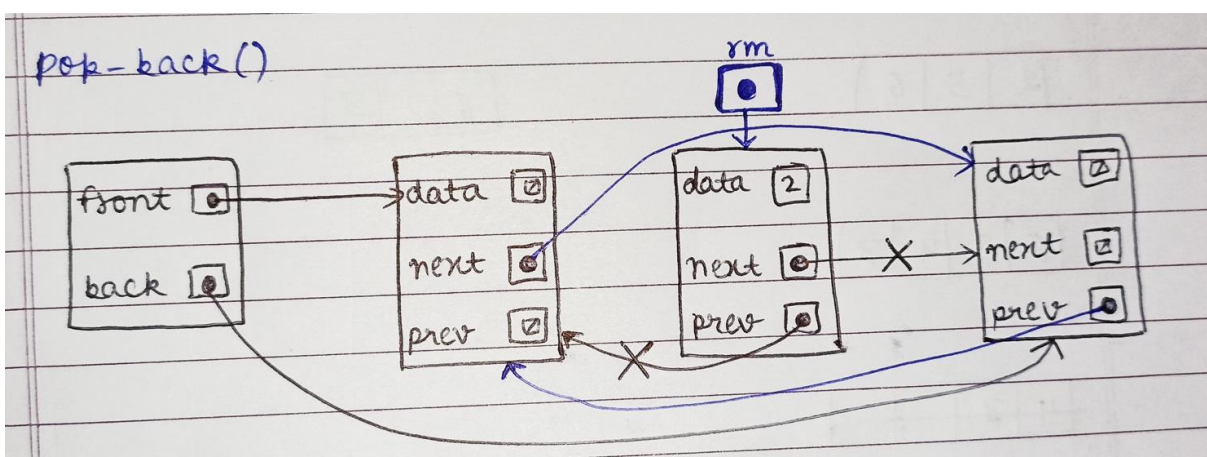 pop-back()
rm
front
back
data
next
prev
data 2
next
prev
data
next
prev